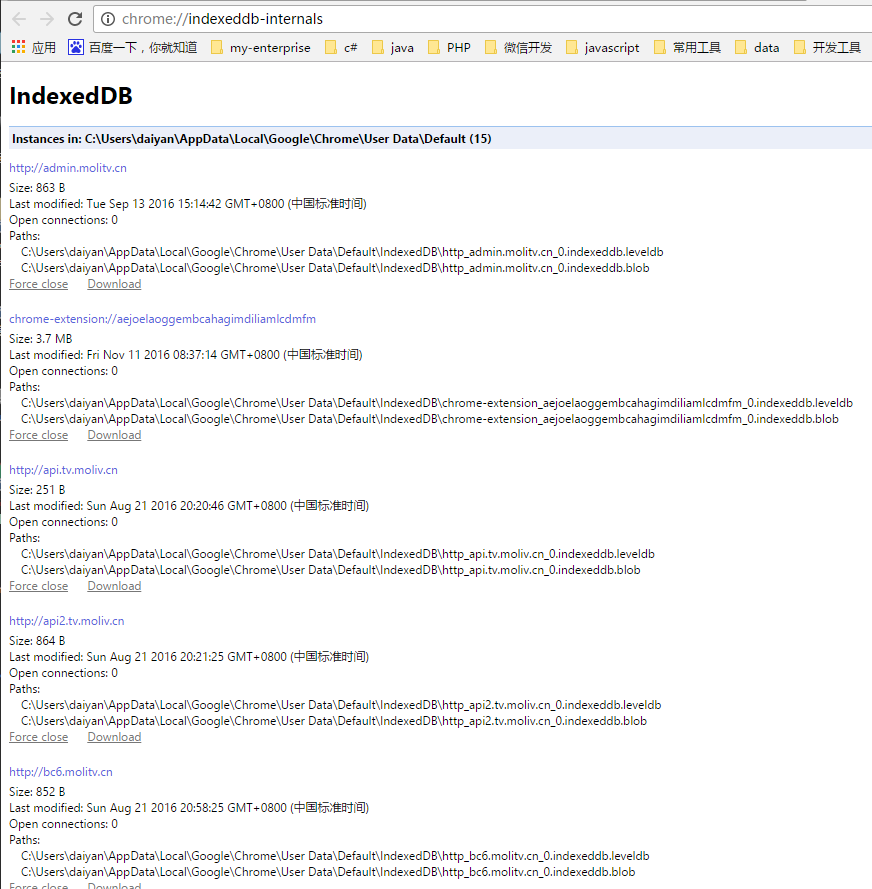 chrome://indexeddb-internals
应用 百度一下，你就知道 my-enterprise c# java PHP 微信开发 javascript 常用工具 data 开发工具
IndexedDB
Instances in: C:\Users\daiyan\AppData\Local\Google\Chrome\User Data\Default (15)
http://admin.molitv.cn
Size: 863 B
Last modified: Tue Sep 13 2016 15:14:42 GMT+0800 (中国标准时间)
Open connections: 0
Paths:
C:\Users\daiyan\AppData\Local\Google\Chrome\User Data\Default\IndexedDB\http_admin.molitv.cn_0.indexeddb.leveldb
C:\Users\daiyan\AppData\Local\Google\Chrome\User Data\Default\IndexedDB\http_admin.molitv.cn_0.indexeddb.blob
Force close Download
chrome-extension://aejoelaoggembcahagimdiliamlcdmfm
Size: 3.7 MB
Last modified: Fri Nov 11 2016 08:37:14 GMT+0800 (中国标准时间)
Open connections: 0
Paths:
C:\Users\daiyan\AppData\Local\Google\Chrome\User Data\Default\IndexedDB\chrome-extension_aejoelaoggembcahagimdiliamlcdmfm_0.indexeddb.leveldb
C:\Users\daiyan\AppData\Local\Google\Chrome\User Data\Default\IndexedDB\chrome-extension_aejoelaoggembcahagimdiliamlcdmfm_0.indexeddb.blob
Force close Download
http://api.tv.moliv.cn
Size: 251 B
Last modified: Sun Aug 21 2016 20:20:46 GMT+0800 (中国标准时间)
Open connections: 0
Paths:
C:\Users\daiyan\AppData\Local\Google\Chrome\User Data\Default\IndexedDB\http_api.tv.moliv.cn_0.indexeddb.leveldb
C:\Users\daiyan\AppData\Local\Google\Chrome\User Data\Default\IndexedDB\http_api.tv.moliv.cn_0.indexeddb.blob
Force close Download
http://api2.tv.moliv.cn
Size: 864 B
Last modified: Sun Aug 21 2016 20:21:25 GMT+0800 (中国标准时间)
Open connections: 0
Paths:
C:\Users\daiyan\AppData\Local\Google\Chrome\User Data\Default\IndexedDB\http_api2.tv.moliv.cn_0.indexeddb.leveldb
C:\Users\daiyan\AppData\Local\Google\Chrome\User Data\Default\IndexedDB\http_api2.tv.moliv.cn_0.indexeddb.blob
Force close Download
http://bc6.molitv.cn
Size: 852 B
Last modified: Sun Aug 21 2016 20:58:25 GMT+0800 (中国标准时间)
Open connections: 0
Paths:
C:\Users\daiyan\AppData\Local\Google\Chrome\User Data\Default\IndexedDB\http_bc6.molitv.cn_0.indexeddb.leveldb
C:\Users\daiyan\AppData\Local\Google\Chrome\User Data\Default\IndexedDB\http_bc6.molitv.cn_0.indexeddb.blob
Force close Download